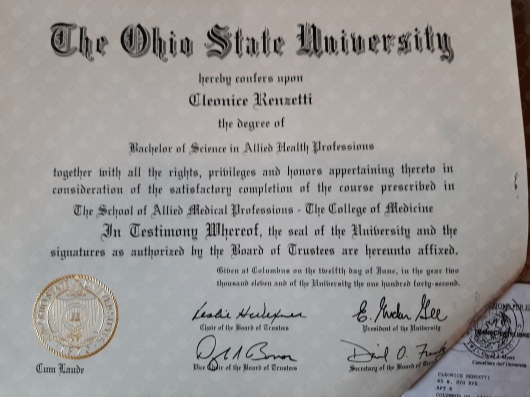 The Ohio State University
hereby confers upon
Cleonice Renzetti
the degree of
Bachelor of Science in Allied Health Professions
together with all the rights, privileges and honors appertaining thereto in
consideration of the satisfactory completion of the course prescribed in
The School of Allied Medical Professions - The College of Medicine
In Testimony Whereof, the seal of the University and the
signatures as authorized by the Board of Trustees are hereunto affixed.
Given at Columbus on the twelfth day of June, in the year two
thousand eleven and of the University the one hundred forty-second.
Chair of the Board of Trustees
President of the University
Vice Chair of the Board of Trustees
Secretary of the Board of
Cum Laude
CLEONICE RENZETTI